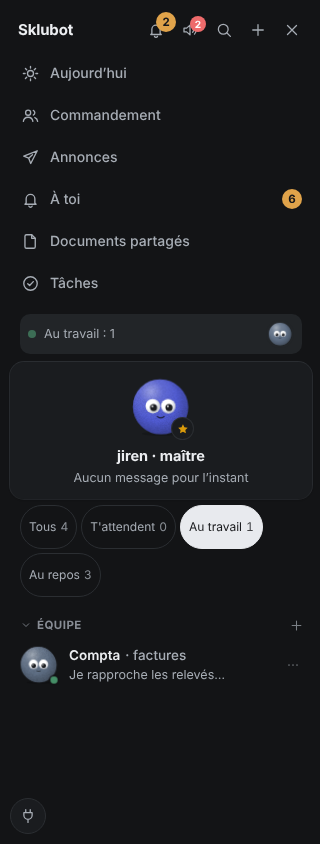 Sklubot
2
2
Aujourd’hui
Commandement
Annonces
À toi
6
Documents partagés
Tâches
Au travail : 1
jiren · maître
Aucun message pour l’instant
Tous 4
T’attendent 0
Au travail 1
Au repos 3
ÉQUIPE
Compta · factures
Je rapproche les relevés…